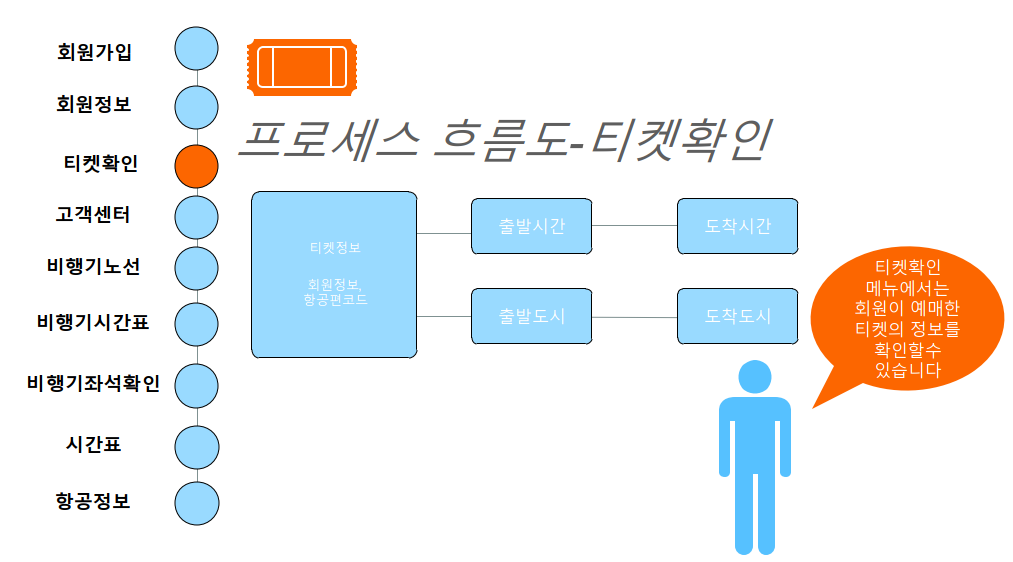 회원가입
회원정보
티켓확인
고객센터
비행기노선
비행기시간표
비행기좌석확인
시간표
항공정보
프로세스 흐름도-티켓확인
티켓정보
회원정보,
항공편코드
출발시간
도착시간
출발도시
도착도시
티켓확인
메뉴에서는
회원이 예매한
티켓의 정보를
확인할수
있습니다